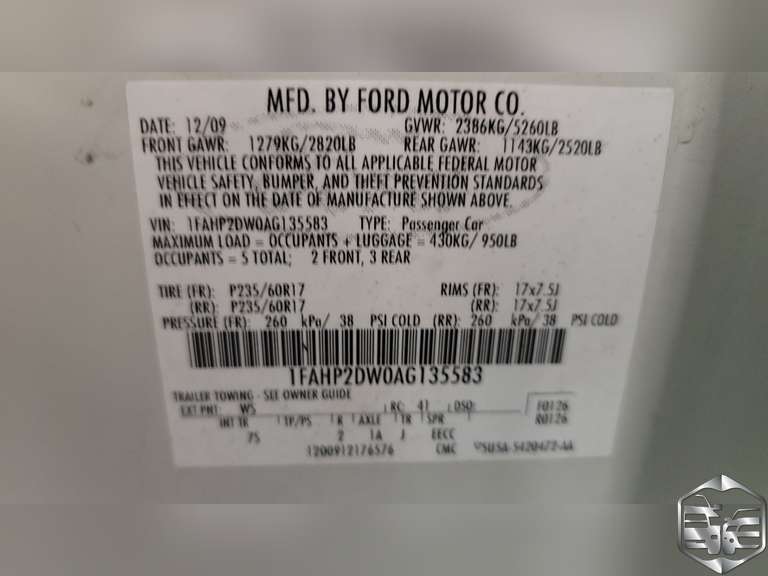 MFD. BY FORD MOTOR CO.
DATE: 12/09 GVWR: 2386KG/5260LB
FRONT GAWR: 1279KG/2820LB REAR GAWR: 1143KG/2520LB
THIS VEHICLE CONFORMS TO ALL APPLICABLE FEDERAL MOTOR
VEHICLE SAFETY, BUMPER, AND THEFT PREVENTION STANDARDS
IN EFFECT ON THE DATE OF MANUFACTURE SHOWN ABOVE.
VIN: 1FAHP2DW0AG135583 TYPE: Passenger Car
MAXIMUM LOAD = OCCUPANTS + LUGGAGE = 430KG/ 950LB
OCCUPANTS = 5 TOTAL; 2 FRONT, 3 REAR
TIRE (FR): P235/60R17 RIMS (FR): 17x7.5J
(RR): P235/60R17 (RR): 17x7.5J
PRESSURE (FR): 260 kPa/ 38 PSI COLD (RR): 260 kPa/ 38 PSI COLD
1FAHP2DW0AG135583
TRAILER TOWING - SEE OWNER GUIDE
EXT PNT: WS RC: 41 DSO: F0126
INT TR TP/PS R AXLE TR SPR R0126
7S 2 1A J EECC
1200912176576 CMC